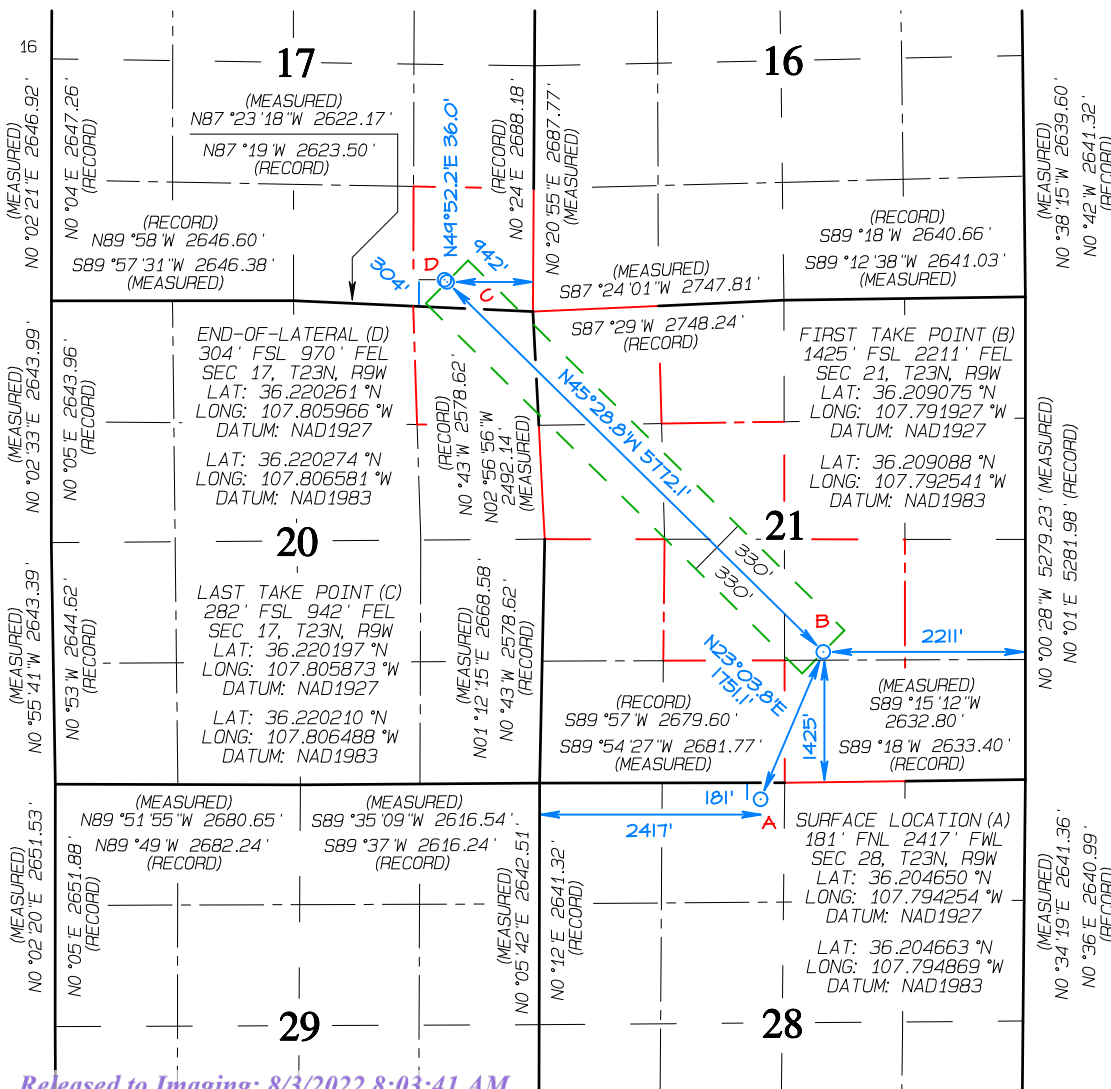 16
17
16
(MEASURED)
N0°02'21"E 2646.92'
N0°04'E 2647.26'
(RECORD)
(MEASURED)
N87°23'18"W 2622.17'
N87°19'W 2623.50'
(RECORD)
N49°52.2'E 36.0'
(RECORD)
N0°24'E 2688.18'
N0°20'55"E 2687.77'
(MEASURED)
(MEASURED)
N0°38'15"W 2639.60'
N0°42'W 2641.32'
(RECORD)
(RECORD)
N89°58'W 2646.60'
S89°57'31"W 2646.38'
(MEASURED)
(RECORD)
S89°18'W 2640.66'
S89°12'38"W 2641.03'
(MEASURED)
D
304'
942'
C
(MEASURED)
S87°24'01"W 2747.81'
S87°29'W 2748.24'
(RECORD)
(MEASURED)
N0°02'33"E 2643.99'
N0°05'E 2643.96'
(RECORD)
END-OF-LATERAL (D)
304' FSL 970' FEL
SEC 17, T23N, R9W
LAT: 36.220261°N
LONG: 107.805966°W
DATUM: NAD1927
LAT: 36.220274°N
LONG: 107.806581°W
DATUM: NAD1983
(RECORD)
N0°43'W 2578.62'
N02°56'56"W
2492.14'
(MEASURED)
N45°28.8'W 5772.1'
FIRST TAKE POINT (B)
1425' FSL 2211' FEL
SEC 21, T23N, R9W
LAT: 36.209075°N
LONG: 107.791927°W
DATUM: NAD1927
LAT: 36.209088°N
LONG: 107.792541°W
DATUM: NAD1983
N0°00'28"W 5279.23' (MEASURED)
N0°01'E 5281.98' (RECORD)
20
21
330'
330'
(MEASURED)
N0°55'41"W 2643.39'
N0°53'W 2644.62'
(RECORD)
LAST TAKE POINT (C)
282' FSL 942' FEL
SEC 17, T23N, R9W
LAT: 36.220197°N
LONG: 107.805873°W
DATUM: NAD1927
LAT: 36.220210°N
LONG: 107.806488°W
DATUM: NAD1983
(MEASURED)
N01°12'15"E 2668.58'
N0°43'W 2578.62'
(RECORD)
B
2211'
N23°03.8'E
1751.1'
1425'
(RECORD)
S89°57'W 2679.60'
S89°54'27"W 2681.77'
(MEASURED)
(MEASURED)
S89°15'12"W
2632.80'
S89°18'W 2633.40'
(RECORD)
(MEASURED)
N89°51'55"W 2680.65'
N89°49'W 2682.24'
(RECORD)
(MEASURED)
S89°35'09"W 2616.54'
S89°37'W 2616.24'
(RECORD)
181'
A
2417'
(MEASURED)
N0°02'20"E 2651.53'
N0°05'E 2651.88'
(RECORD)
(MEASURED)
N0°05'42"E 2642.51'
N0°12'E 2641.32'
(RECORD)
SURFACE LOCATION (A)
181' FNL 2417' FWL
SEC 28, T23N, R9W
LAT: 36.204650°N
LONG: 107.794254°W
DATUM: NAD1927
LAT: 36.204663°N
LONG: 107.794869°W
DATUM: NAD1983
(MEASURED)
N0°34'19"E 2641.36'
N0°36'E 2640.99'
(RECORD)
29
28
Released to Imaging: 8/3/2022 8:03:41 AM